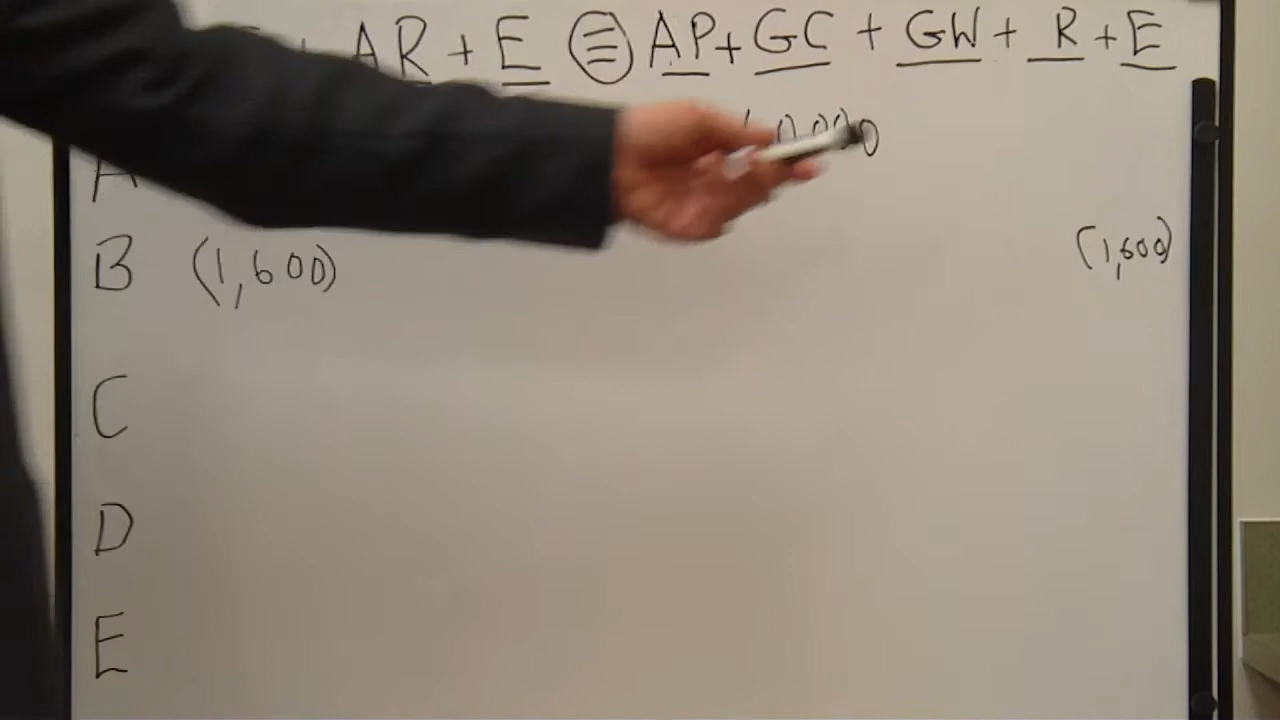 + AR + E = AP + GC + GW + R + E
A
B (1,600) (1,600)
C
D
E